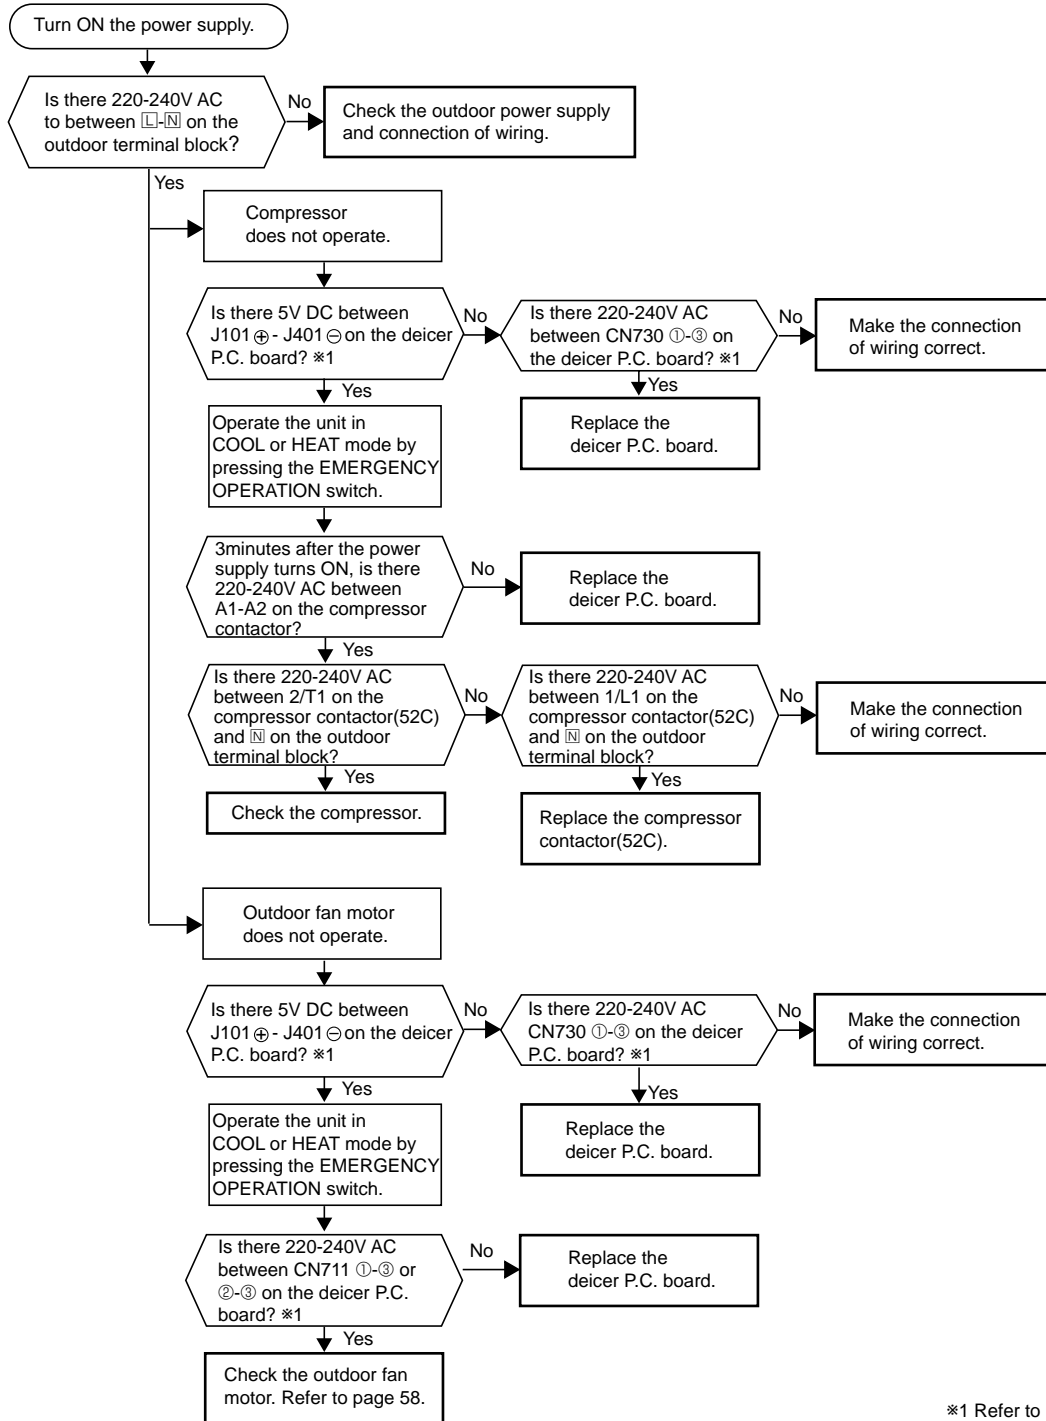 Turn ON the power supply.
Is there 220-240V AC
to between L-N on the
outdoor terminal block?
No
Check the outdoor power supply
and connection of wiring.
Yes
Compressor
does not operate.
Is there 5V DC between
J101 ⊕ - J401 ⊖ on the deicer
P.C. board? ※1
No
Is there 220-240V AC
between CN730 ①-③ on
the deicer P.C. board? ※1
No
Make the connection
of wiring correct.
Yes
Replace the
deicer P.C. board.
Yes
Operate the unit in
COOL or HEAT mode by
pressing the EMERGENCY
OPERATION switch.
3minutes after the power
supply turns ON, is there
220-240V AC between
A1-A2 on the compressor
contactor?
No
Replace the
deicer P.C. board.
Yes
Is there 220-240V AC
between 2/T1 on the
compressor contactor(52C)
and N on the outdoor
terminal block?
No
Is there 220-240V AC
between 1/L1 on the
compressor contactor(52C)
and N on the outdoor
terminal block?
No
Make the connection
of wiring correct.
Yes
Check the compressor.
Yes
Replace the compressor
contactor(52C).
Outdoor fan motor
does not operate.
Is there 5V DC between
J101 ⊕ - J401 ⊖ on the deicer
P.C. board? ※1
No
Is there 220-240V AC
CN730 ①-③ on the deicer
P.C. board? ※1
No
Make the connection
of wiring correct.
Yes
Replace the
deicer P.C. board.
Yes
Operate the unit in
COOL or HEAT mode by
pressing the EMERGENCY
OPERATION switch.
Is there 220-240V AC
between CN711 ①-③ or
②-③ on the deicer P.C.
board? ※1
No
Replace the
deicer P.C. board.
Yes
Check the outdoor fan
motor. Refer to page 58.
※1 Refer to